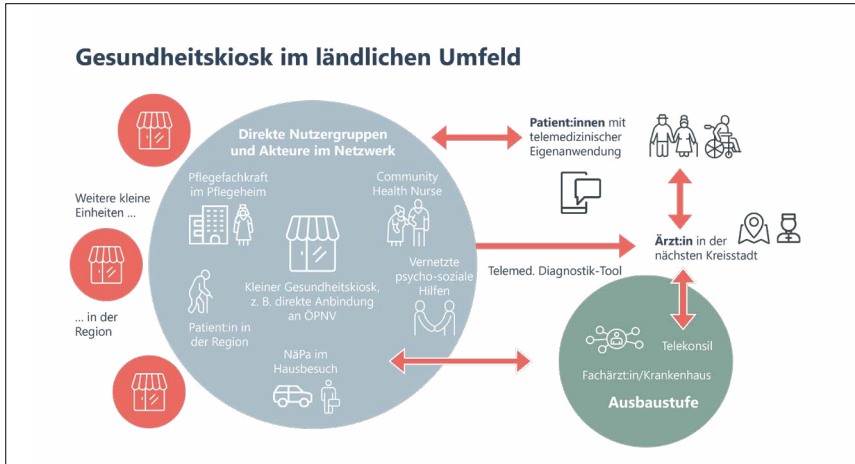 Gesundheitskiosk im ländlichen Umfeld
Direkte Nutzergruppen
und Akteure im Netzwerk
Pflegefachkraft
im Pflegeheim
Community
Health Nurse
Kleiner Gesundheitskiosk,
z. B. direkte Anbindung
an ÖPNV
Vernetzte
psycho-soziale
Hilfen
Patient:in in
der Region
NäPa im
Hausbesuch
Weitere kleine
Einheiten ...
... in der
Region
Patient:innen mit
telemedizinischer
Eigenanwendung
Telemed. Diagnostik-Tool
Ärzt:in in der
nächsten Kreisstadt
Telekonsil
Fachärzt:in/Krankenhaus
Ausbaustufe